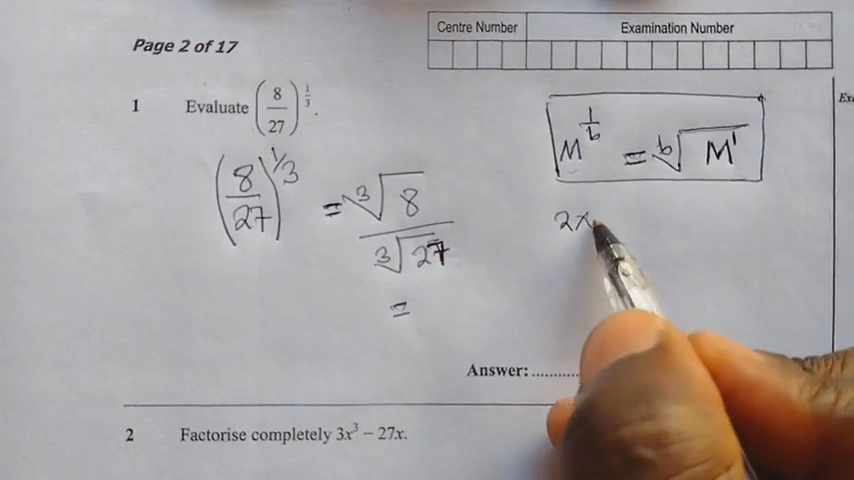 Centre Number Examination Number
Page 2 of 17
1 Evaluate (8/27)^(1/3).
M^(1/b) = ᵇ√M¹
(8/27)^(1/3) = ³√8 / ³√27
2x
=
Answer: ............
2 Factorise completely 3x³ − 27x.